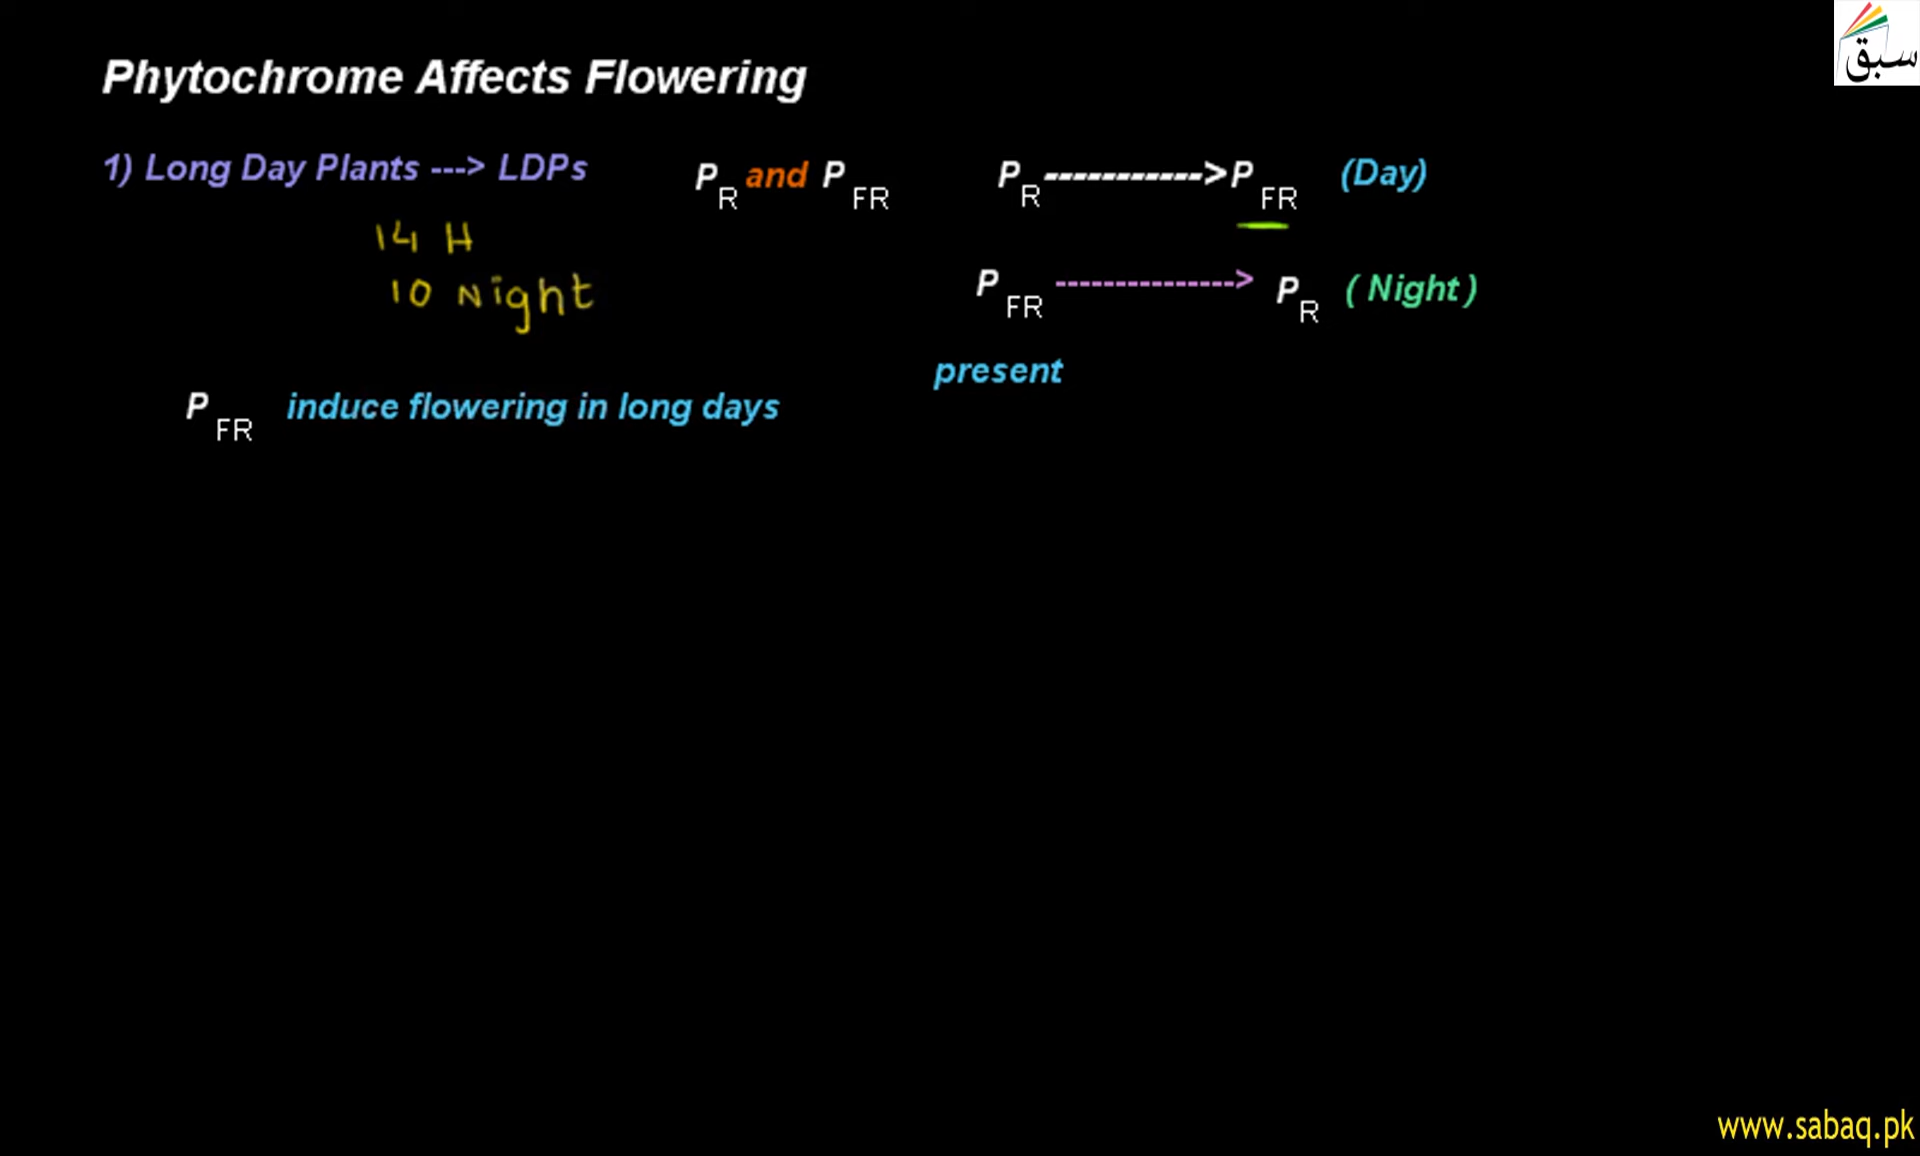 سبق
Phytochrome Affects Flowering
1) Long Day Plants ---> LDPs
14 H
10 Night
P R and P FR
P R ----------->P FR (Day)
P FR --------------> P R ( Night )
present
P FR induce flowering in long days
www.sabaq.pk